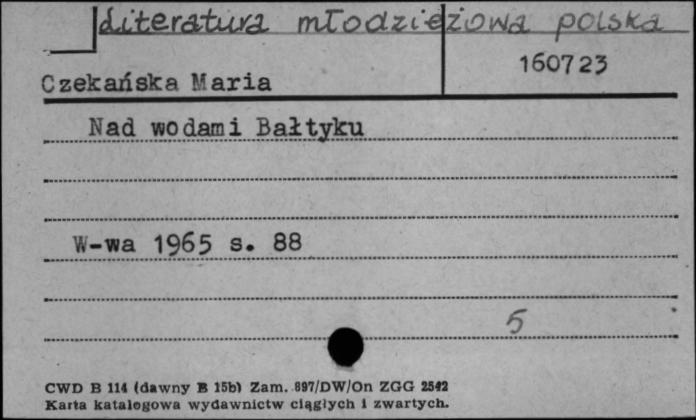 Literatura młodzieżowa polska
160723
Czekańska Maria
Nad wodami Bałtyku
W-wa 1965 s. 88
5
CWD B 114 (dawny B 15b) Zam. 897/DW/On ZGG 2542
Karta katalogowa wydawnictw ciągłych i zwartych.